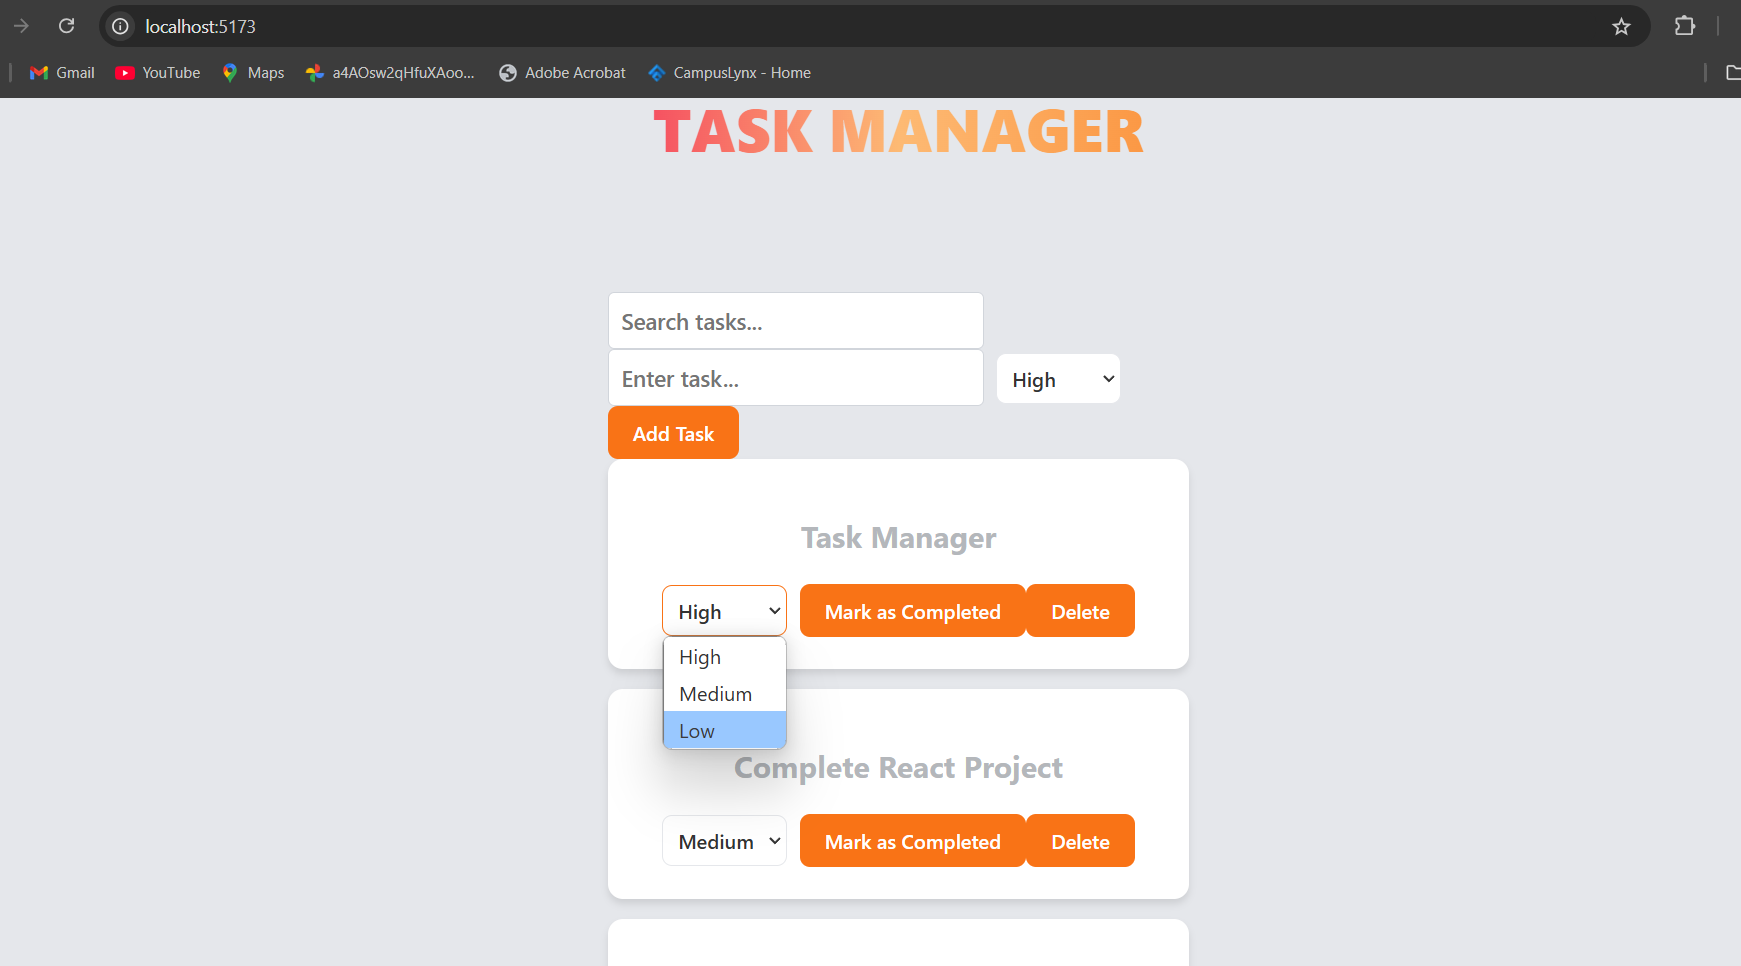 localhost:5173
Gmail YouTube Maps a4AOsw2qHfuXAoo... Adobe Acrobat CampusLynx - Home
TASK MANAGER
Search tasks...
Enter task... High
Add Task
Task Manager
High Mark as Completed Delete
High
Medium
Low
Complete React Project
Medium Mark as Completed Delete